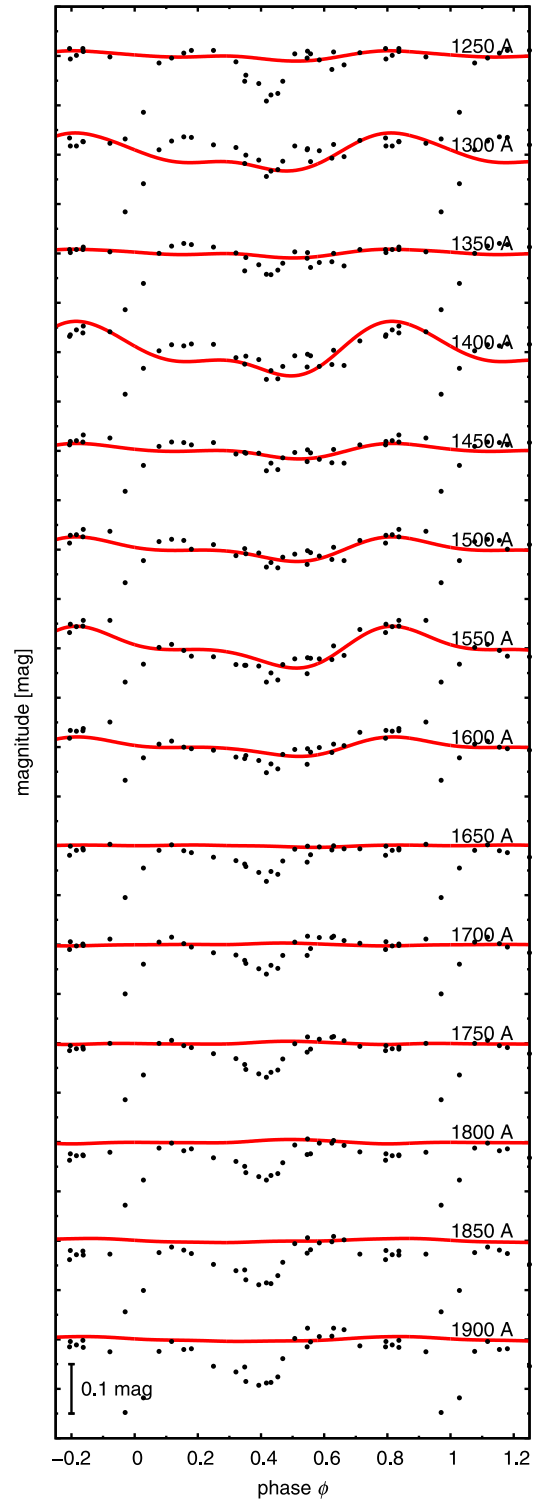 1250 A
1300 A
1350 A
1400 A
1450 A
1500 A
1550 A
1600 A
1650 A
1700 A
1750 A
1800 A
1850 A
1900 A
magnitude [mag]
0.1 mag
−0.2 0 0.2 0.4 0.6 0.8 1 1.2
phase ϕ